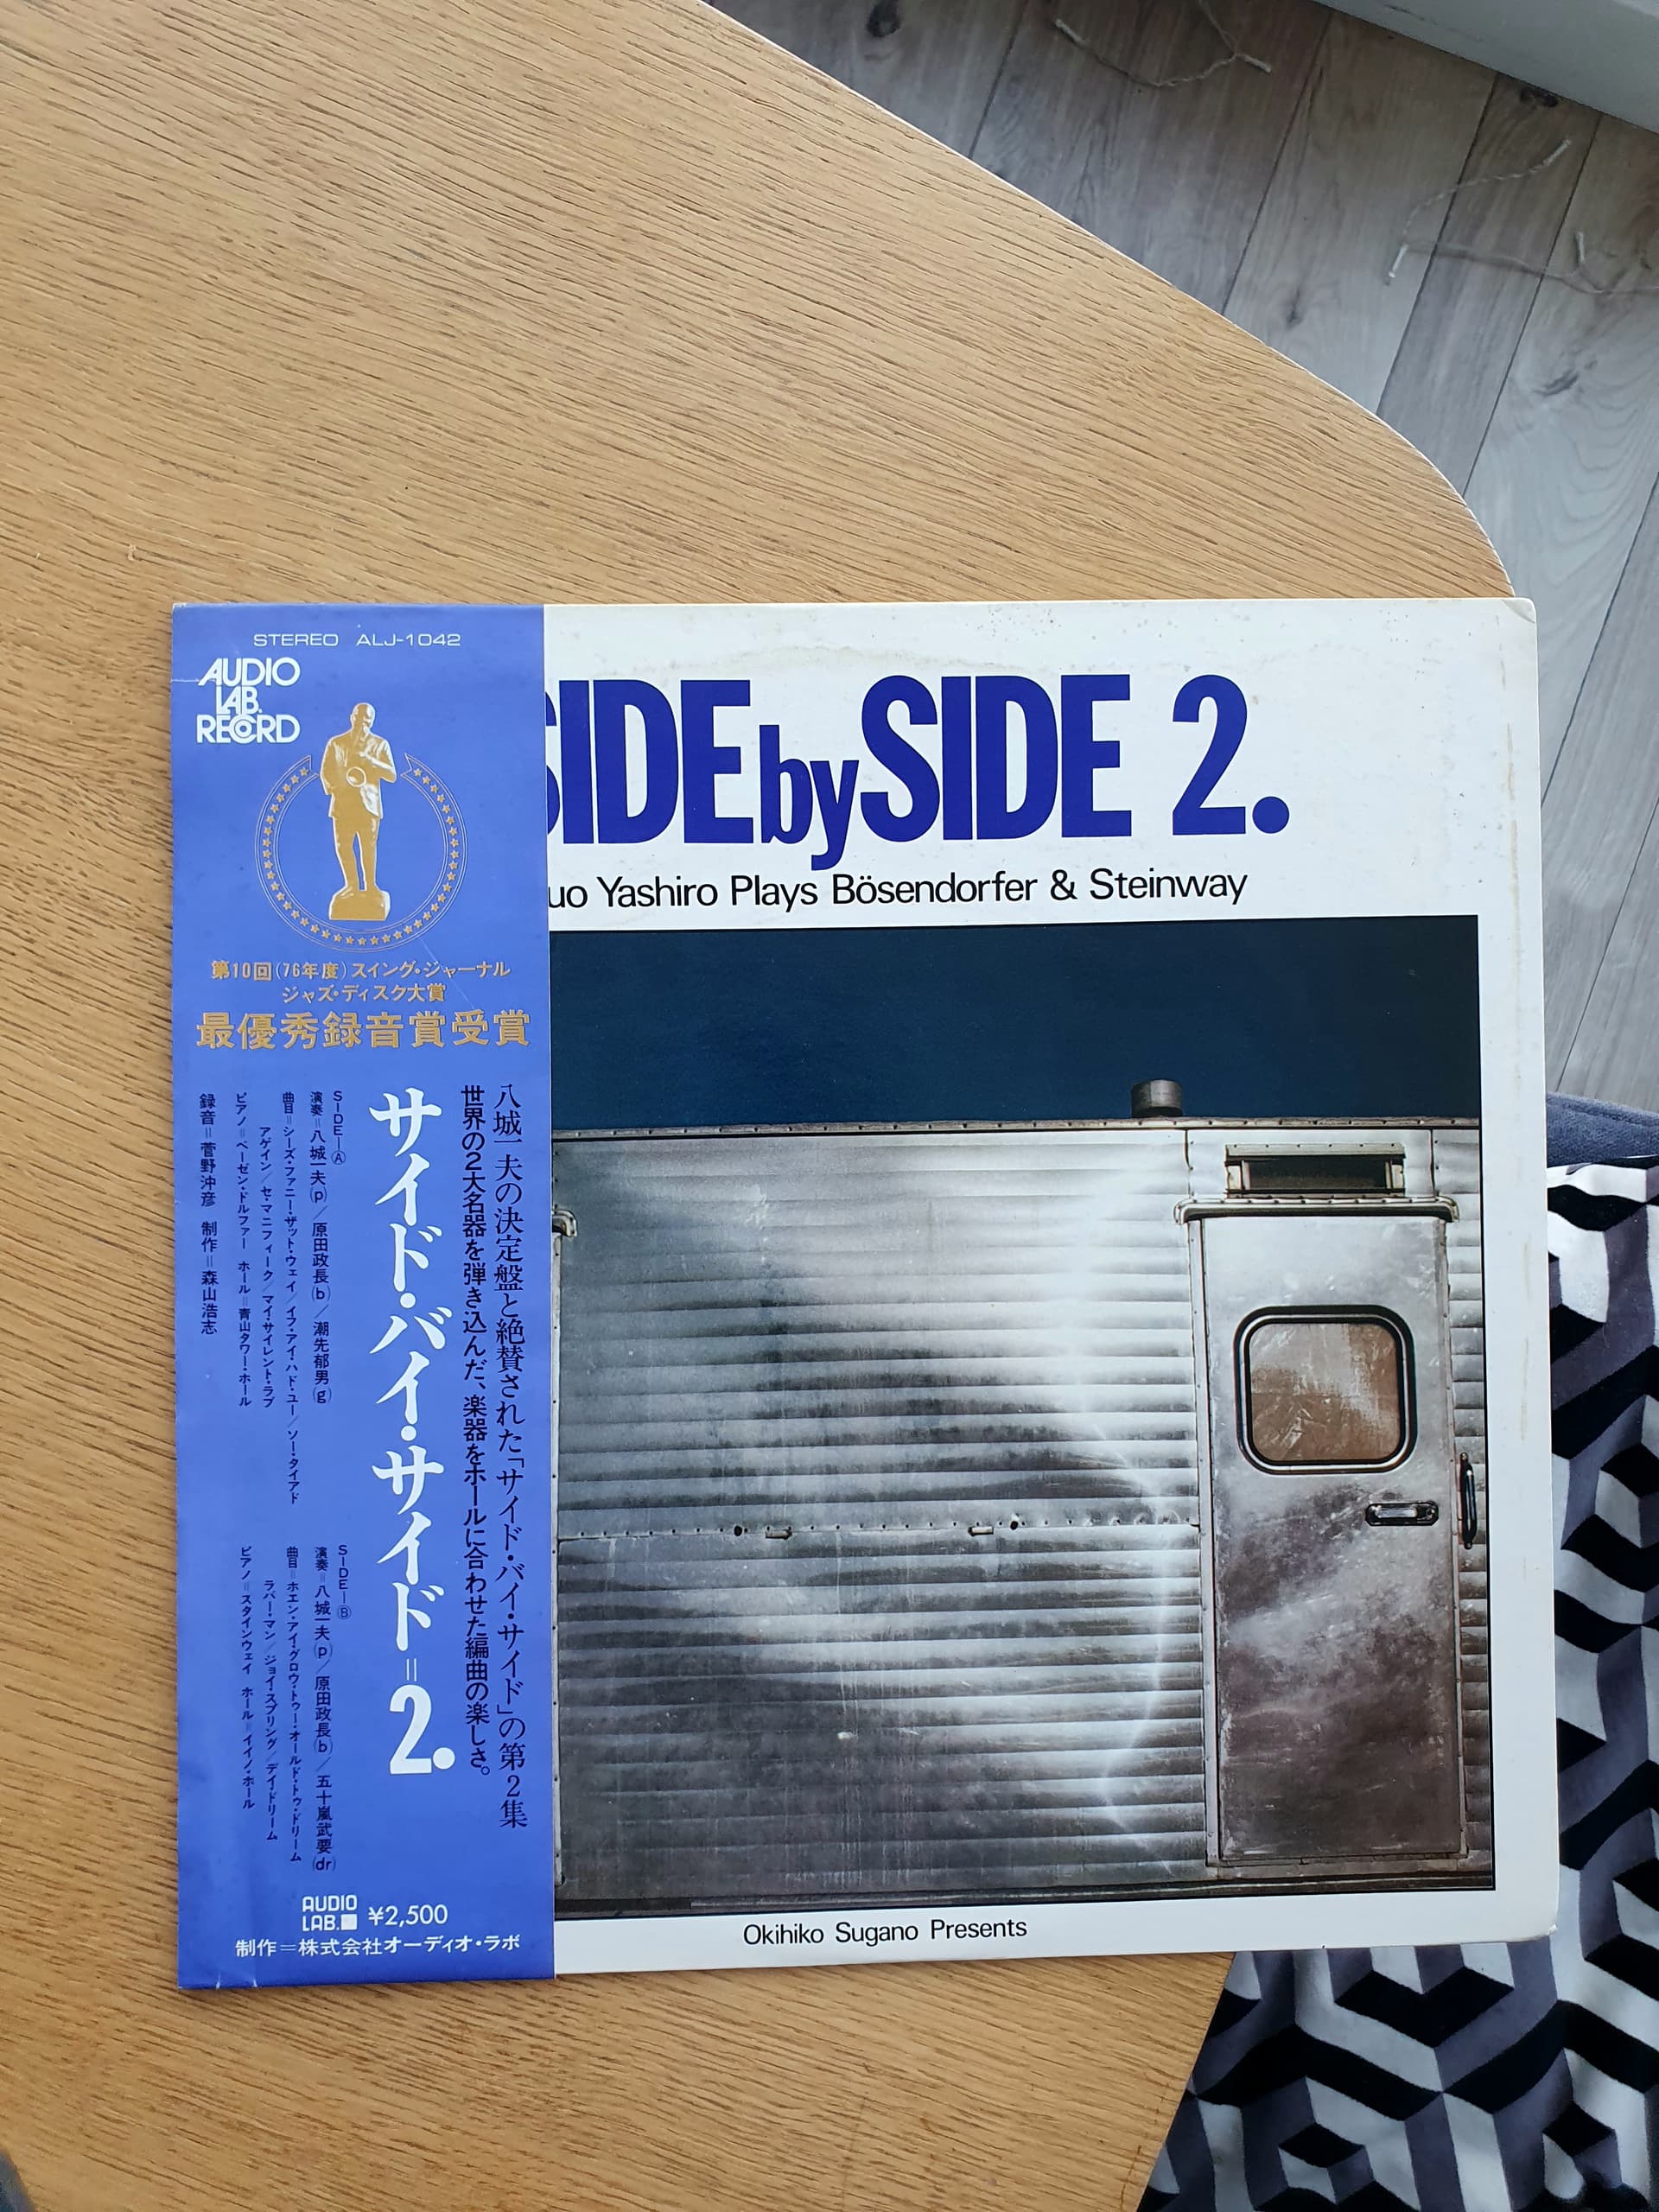 STEREO ALJ-1042
AUDIO
LAB.
RECORD
第10回(76年度)スイング・ジャーナル
ジャズ・ディスク大賞
最優秀録音賞受賞
八城一夫の決定盤と絶賛された「サイド・バイ・サイド」の第2集
世界の2大名器を弾き込んだ、楽器をホールに合わせた編曲の楽しさ。
サイド・バイ・サイド=2.
SIDE—Ⓐ
演奏=八城一夫(p)/原田政長(b)/潮先郁男(g)
曲目=シーズ・ファニー・ザット・ウェイ/イフ・アイ・ハド・ユー/ソー・タイアド
アゲイン/セ・マニフィーク/マイ・サイレント・ラブ
ピアノ=ベーゼンドルファー ホール=青山タワー・ホール
録音=菅野沖彦 制作=森山浩志
SIDE—Ⓑ
演奏=八城一夫(p)/原田政長(b)/五十嵐武要(dr)
曲目=ホエン・アイ・グロウ・トゥー・オールド・トゥ・ドリーム
ラバー・マン/ジョイ・スプリング/デイ・ドリーム
ピアノ=スタインウェイ ホール=イイノ・ホール
AUDIO
LAB. ¥2,500
制作=株式会社オーディオ・ラボ
SIDE by SIDE 2.
uo Yashiro Plays Bösendorfer & Steinway
Okihiko Sugano Presents